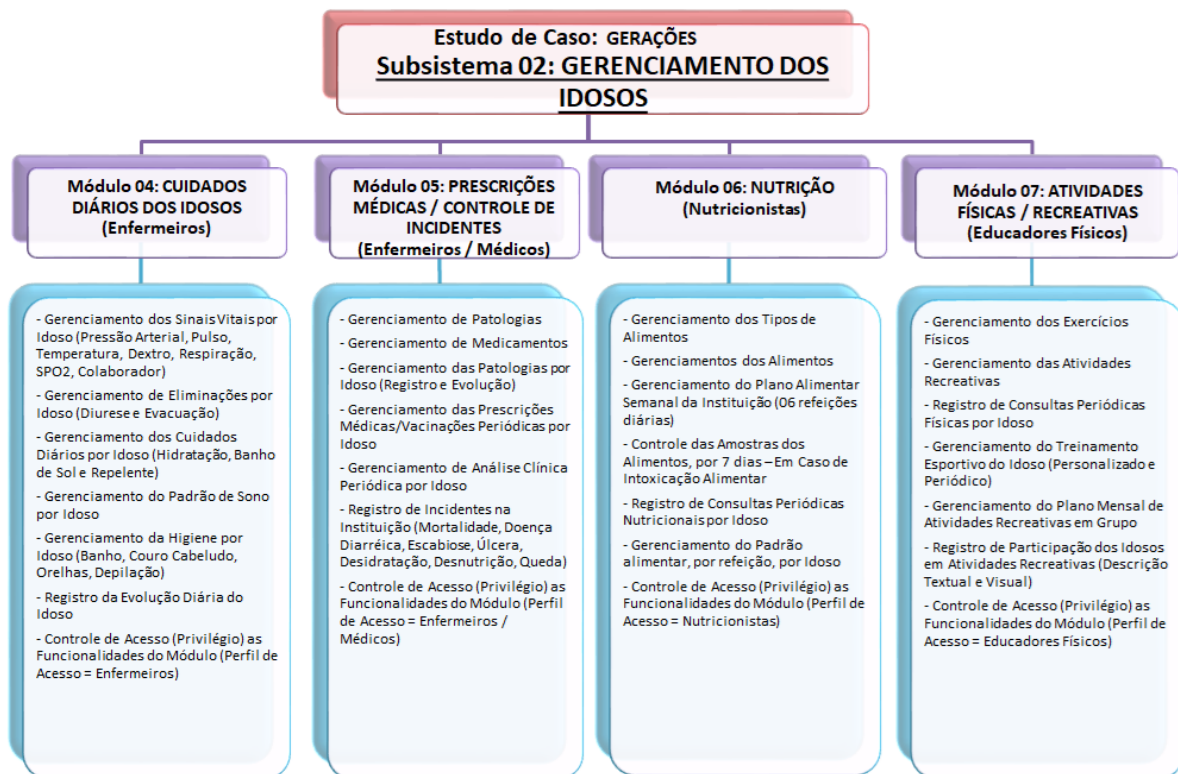 Estudo de Caso: GERAÇÕES
Subsistema 02: GERENCIAMENTO DOS
IDOSOS
Módulo 04: CUIDADOS
DIÁRIOS DOS IDOSOS
(Enfermeiros)
- Gerenciamento dos Sinais Vitais por
Idoso (Pressão Arterial, Pulso,
Temperatura, Dextro, Respiração,
SPO2, Colaborador)
- Gerenciamento de Eliminações por
Idoso (Diurese e Evacuação)
- Gerenciamento dos Cuidados
Diários por Idoso (Hidratação, Banho
de Sol e Repelente)
- Gerenciamento do Padrão de Sono
por Idoso
- Gerenciamento da Higiene por
Idoso (Banho, Couro Cabeludo,
Orelhas, Depilação)
- Registro da Evolução Diária do
Idoso
- Controle de Acesso (Privilégio) as
Funcionalidades do Módulo (Perfil de
Acesso = Enfermeiros)
Módulo 05: PRESCRIÇÕES
MÉDICAS / CONTROLE DE
INCIDENTES
(Enfermeiros / Médicos)
- Gerenciamento de Patologias
- Gerenciamento de Medicamentos
- Gerenciamento das Patologias por
Idoso (Registro e Evolução)
- Gerenciamento das Prescrições
Médicas/Vacinações Periódicas por
Idoso
- Gerenciamento de Análise Clínica
Periódica por Idoso
- Registro de Incidentes na
Instituição (Mortalidade, Doença
Diarréica, Escabiose, Úlcera,
Desidratação, Desnutrição, Queda)
- Controle de Acesso (Privilégio) as
Funcionalidades do Módulo (Perfil
de Acesso = Enfermeiros /
Médicos)
Módulo 06: NUTRIÇÃO
(Nutricionistas)
- Gerenciamento dos Tipos de
Alimentos
- Gerenciamentos dos Alimentos
- Gerenciamento do Plano Alimentar
Semanal da Instituição (06 refeições
diárias)
- Controle das Amostras dos
Alimentos, por 7 dias – Em Caso de
Intoxicação Alimentar
- Registro de Consultas Periódicas
Nutricionais por Idoso
- Gerenciamento do Padrão
alimentar, por refeição, por Idoso
- Controle de Acesso (Privilégio) as
Funcionalidades do Módulo (Perfil de
Acesso = Nutricionistas)
Módulo 07: ATIVIDADES
FÍSICAS / RECREATIVAS
(Educadores Físicos)
- Gerenciamento dos Exercícios
Físicos
- Gerenciamento das Atividades
Recreativas
- Registro de Consultas Periódicas
Físicas por Idoso
- Gerenciamento do Treinamento
Esportivo do Idoso (Personalizado e
Periódico)
- Gerenciamento do Plano Mensal de
Atividades Recreativas em Grupo
- Registro de Participação dos Idosos
em Atividades Recreativas (Descrição
Textual e Visual)
- Controle de Acesso (Privilégio) as
Funcionalidades do Módulo (Perfil de
Acesso = Educadores Físicos)